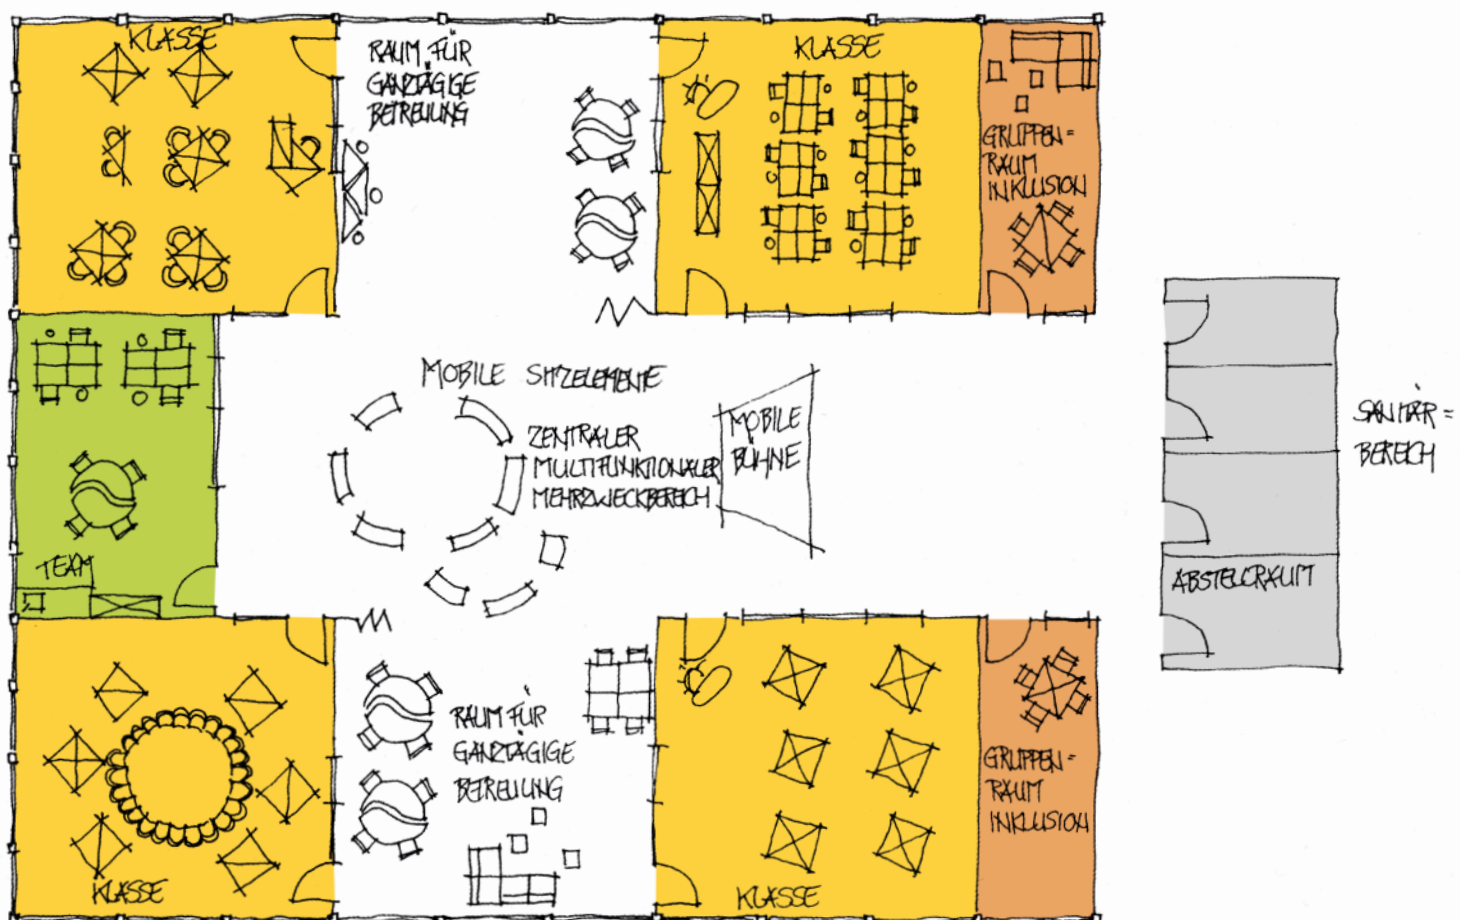 KLASSE
RAUM FÜR
GANZTÄGIGE
BETREUUNG
KLASSE
GRUPPEN=
RAUM
INKLUSION
MOBILE SITZELEMENTE
ZENTRALER
MULTIFUNKTIONALER
MEHRZWECKBEREICH
MOBILE
BÜHNE
SANITÄR=
BEREICH
TEAM
ABSTELLRAUM
RAUM FÜR
GANZTÄGIGE
BETREUUNG
GRUPPEN=
RAUM
INKLUSION
KLASSE
KLASSE